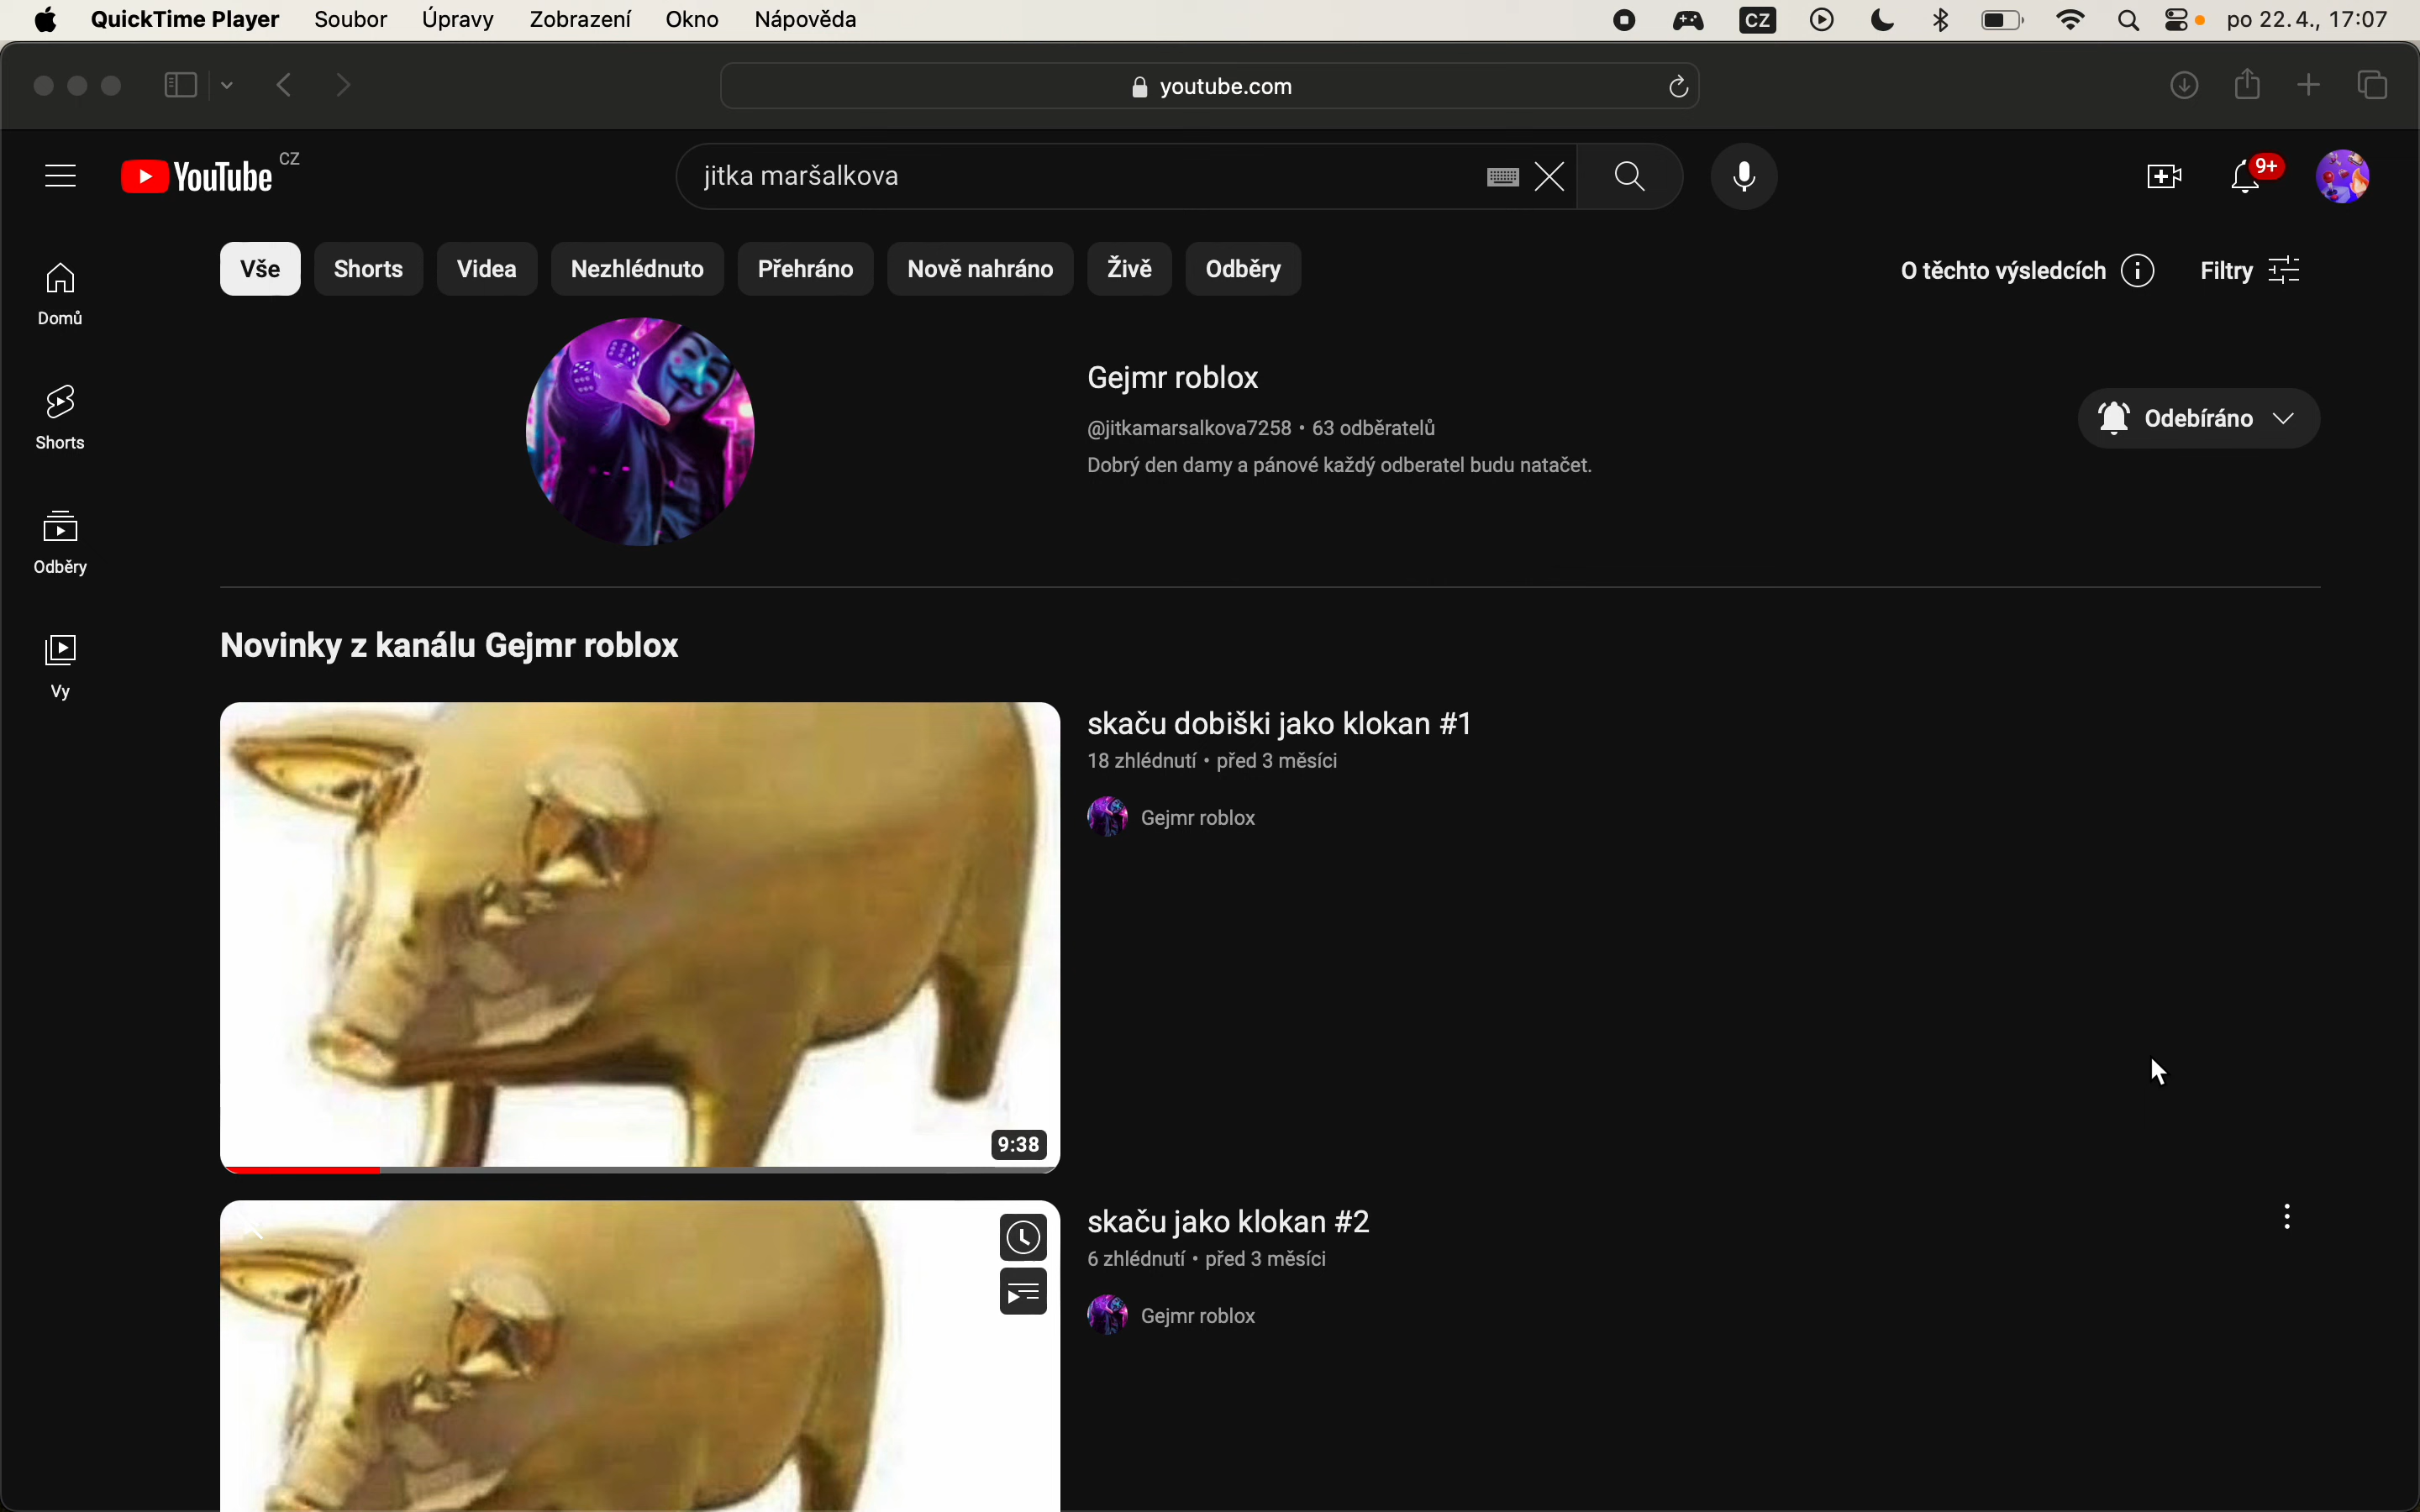 QuickTime Player Soubor Úpravy Zobrazení Okno Nápověda CZ po 22. 4., 17:07
youtube.com
YouTube CZ
jitka maršalkova
9+
Vše Shorts Videa Nezhlédnuto Přehráno Nově nahráno Živě Odběry O těchto výsledcích Filtry
Domů
Shorts
Odběry
Vy
Gejmr roblox
@jitkamarsalkova7258 • 63 odběratelů
Dobrý den damy a pánové každý odberatel budu natačet.
Odebíráno
Novinky z kanálu Gejmr roblox
skaču dobiški jako klokan #1
18 zhlédnutí • před 3 měsíci
Gejmr roblox
9:38
skaču jako klokan #2
6 zhlédnutí • před 3 měsíci
Gejmr roblox